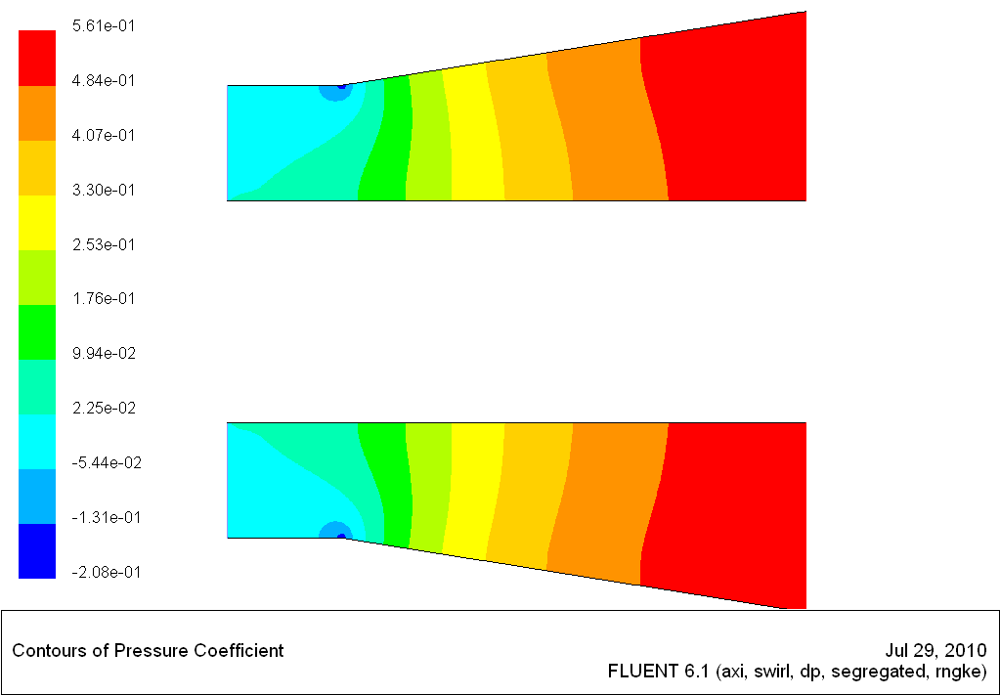 5.61e-01
4.84e-01
4.07e-01
3.30e-01
2.53e-01
1.76e-01
9.94e-02
2.25e-02
-5.44e-02
-1.31e-01
-2.08e-01
Contours of Pressure Coefficient
Jul 29, 2010
FLUENT 6.1 (axi, swirl, dp, segregated, rngke)